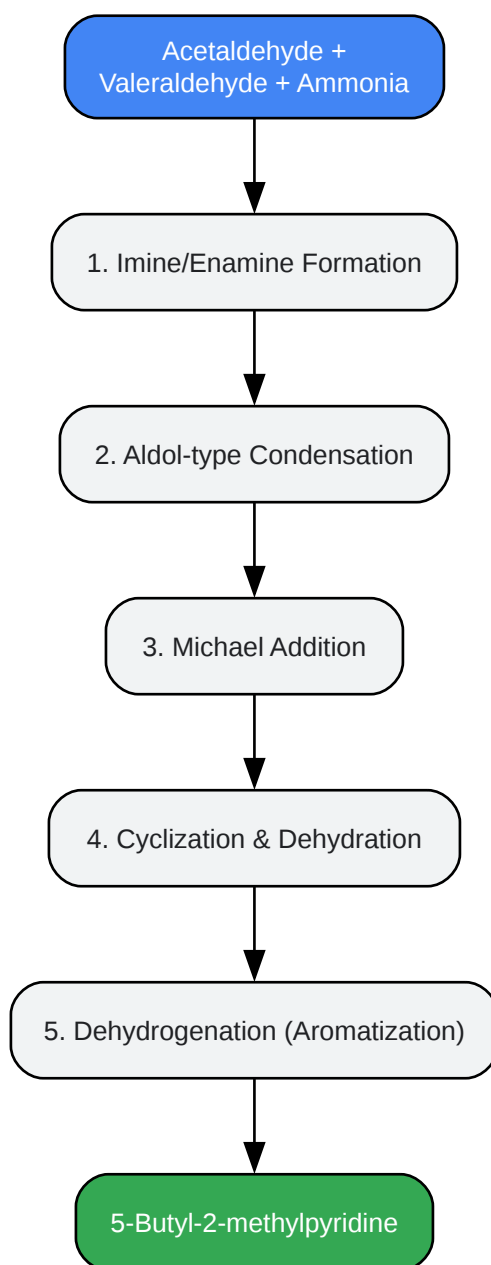 Acetaldehyde +
Valeraldehyde + Ammonia
1. Imine/Enamine Formation
2. Aldol-type Condensation
3. Michael Addition
4. Cyclization & Dehydration
5. Dehydrogenation (Aromatization)
5-Butyl-2-methylpyridine